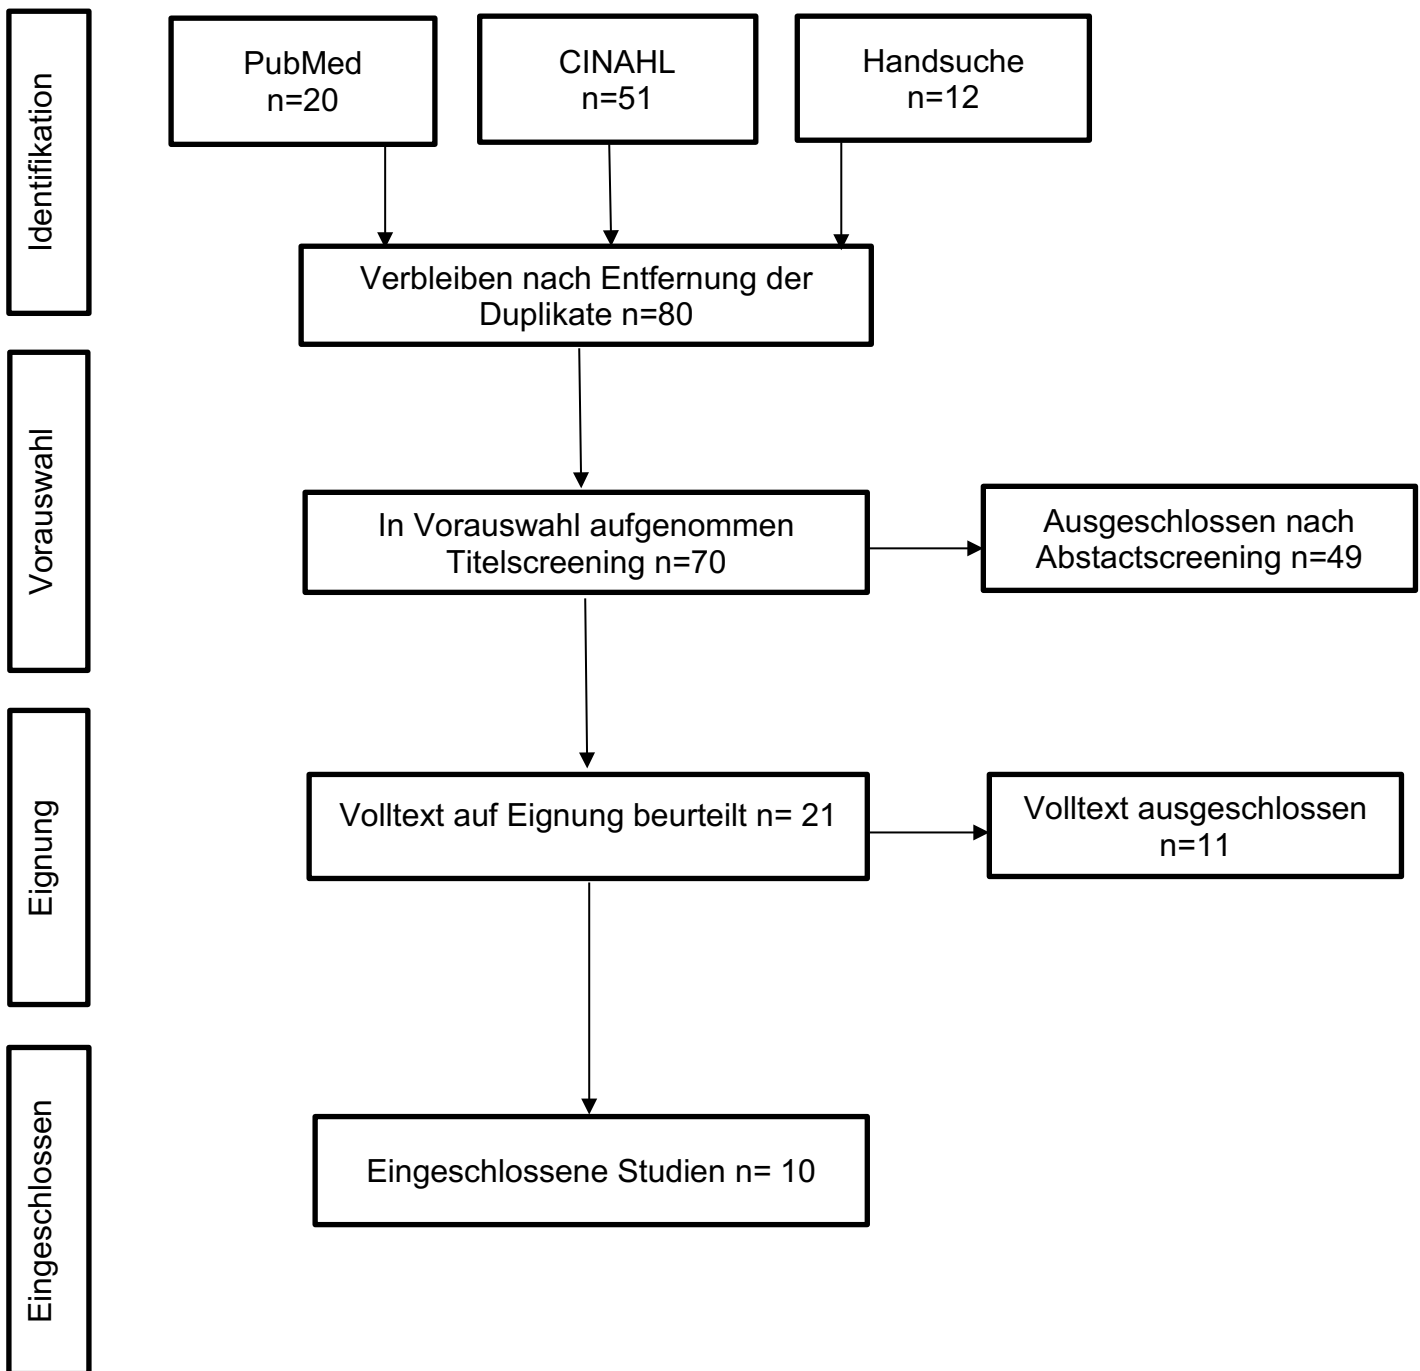 Identifikation
PubMed
n=20
CINAHL
n=51
Handsuche
n=12
Verbleiben nach Entfernung der
Duplikate n=80
Vorauswahl
In Vorauswahl aufgenommen
Titelscreening n=70
Ausgeschlossen nach
Abstactscreening n=49
Eignung
Volltext auf Eignung beurteilt n= 21
Volltext ausgeschlossen
n=11
Eingeschlossen
Eingeschlossene Studien n= 10